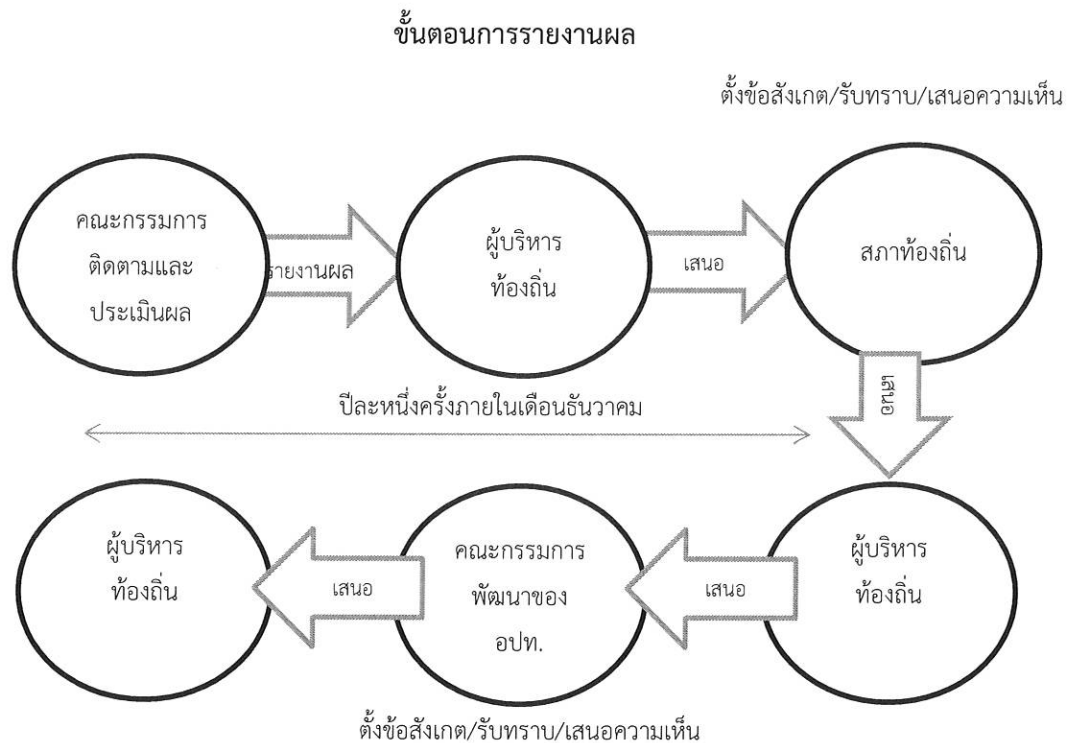 ขั้นตอนการรายงานผล
ตั้งข้อสังเกต/รับทราบ/เสนอความเห็น
คณะกรรมการ
ติดตามและ
ประเมินผล
รายงานผล
ผู้บริหาร
ท้องถิ่น
เสนอ
สภาท้องถิ่น
เสนอ
ปีละหนึ่งครั้งภายในเดือนธันวาคม
ผู้บริหาร
ท้องถิ่น
เสนอ
คณะกรรมการ
พัฒนาของ
อปท.
เสนอ
ผู้บริหาร
ท้องถิ่น
ตั้งข้อสังเกต/รับทราบ/เสนอความเห็น